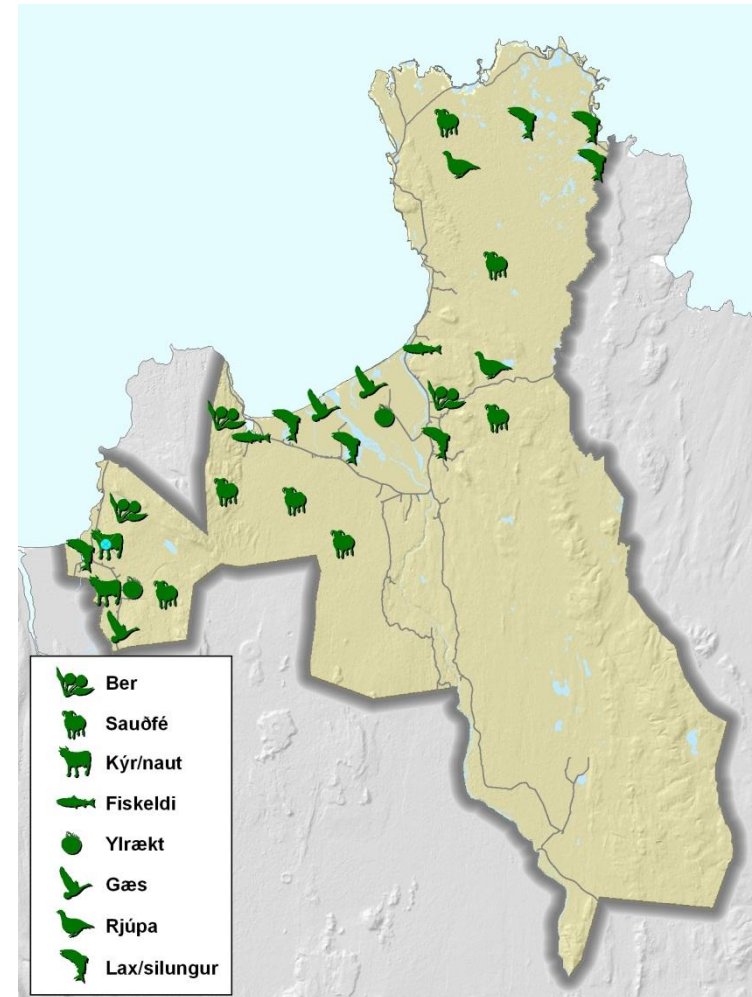 Ber
Sauðfé
Kýr/naut
Fiskeldi
Ylrækt
Gæs
Rjúpa
Lax/silungur